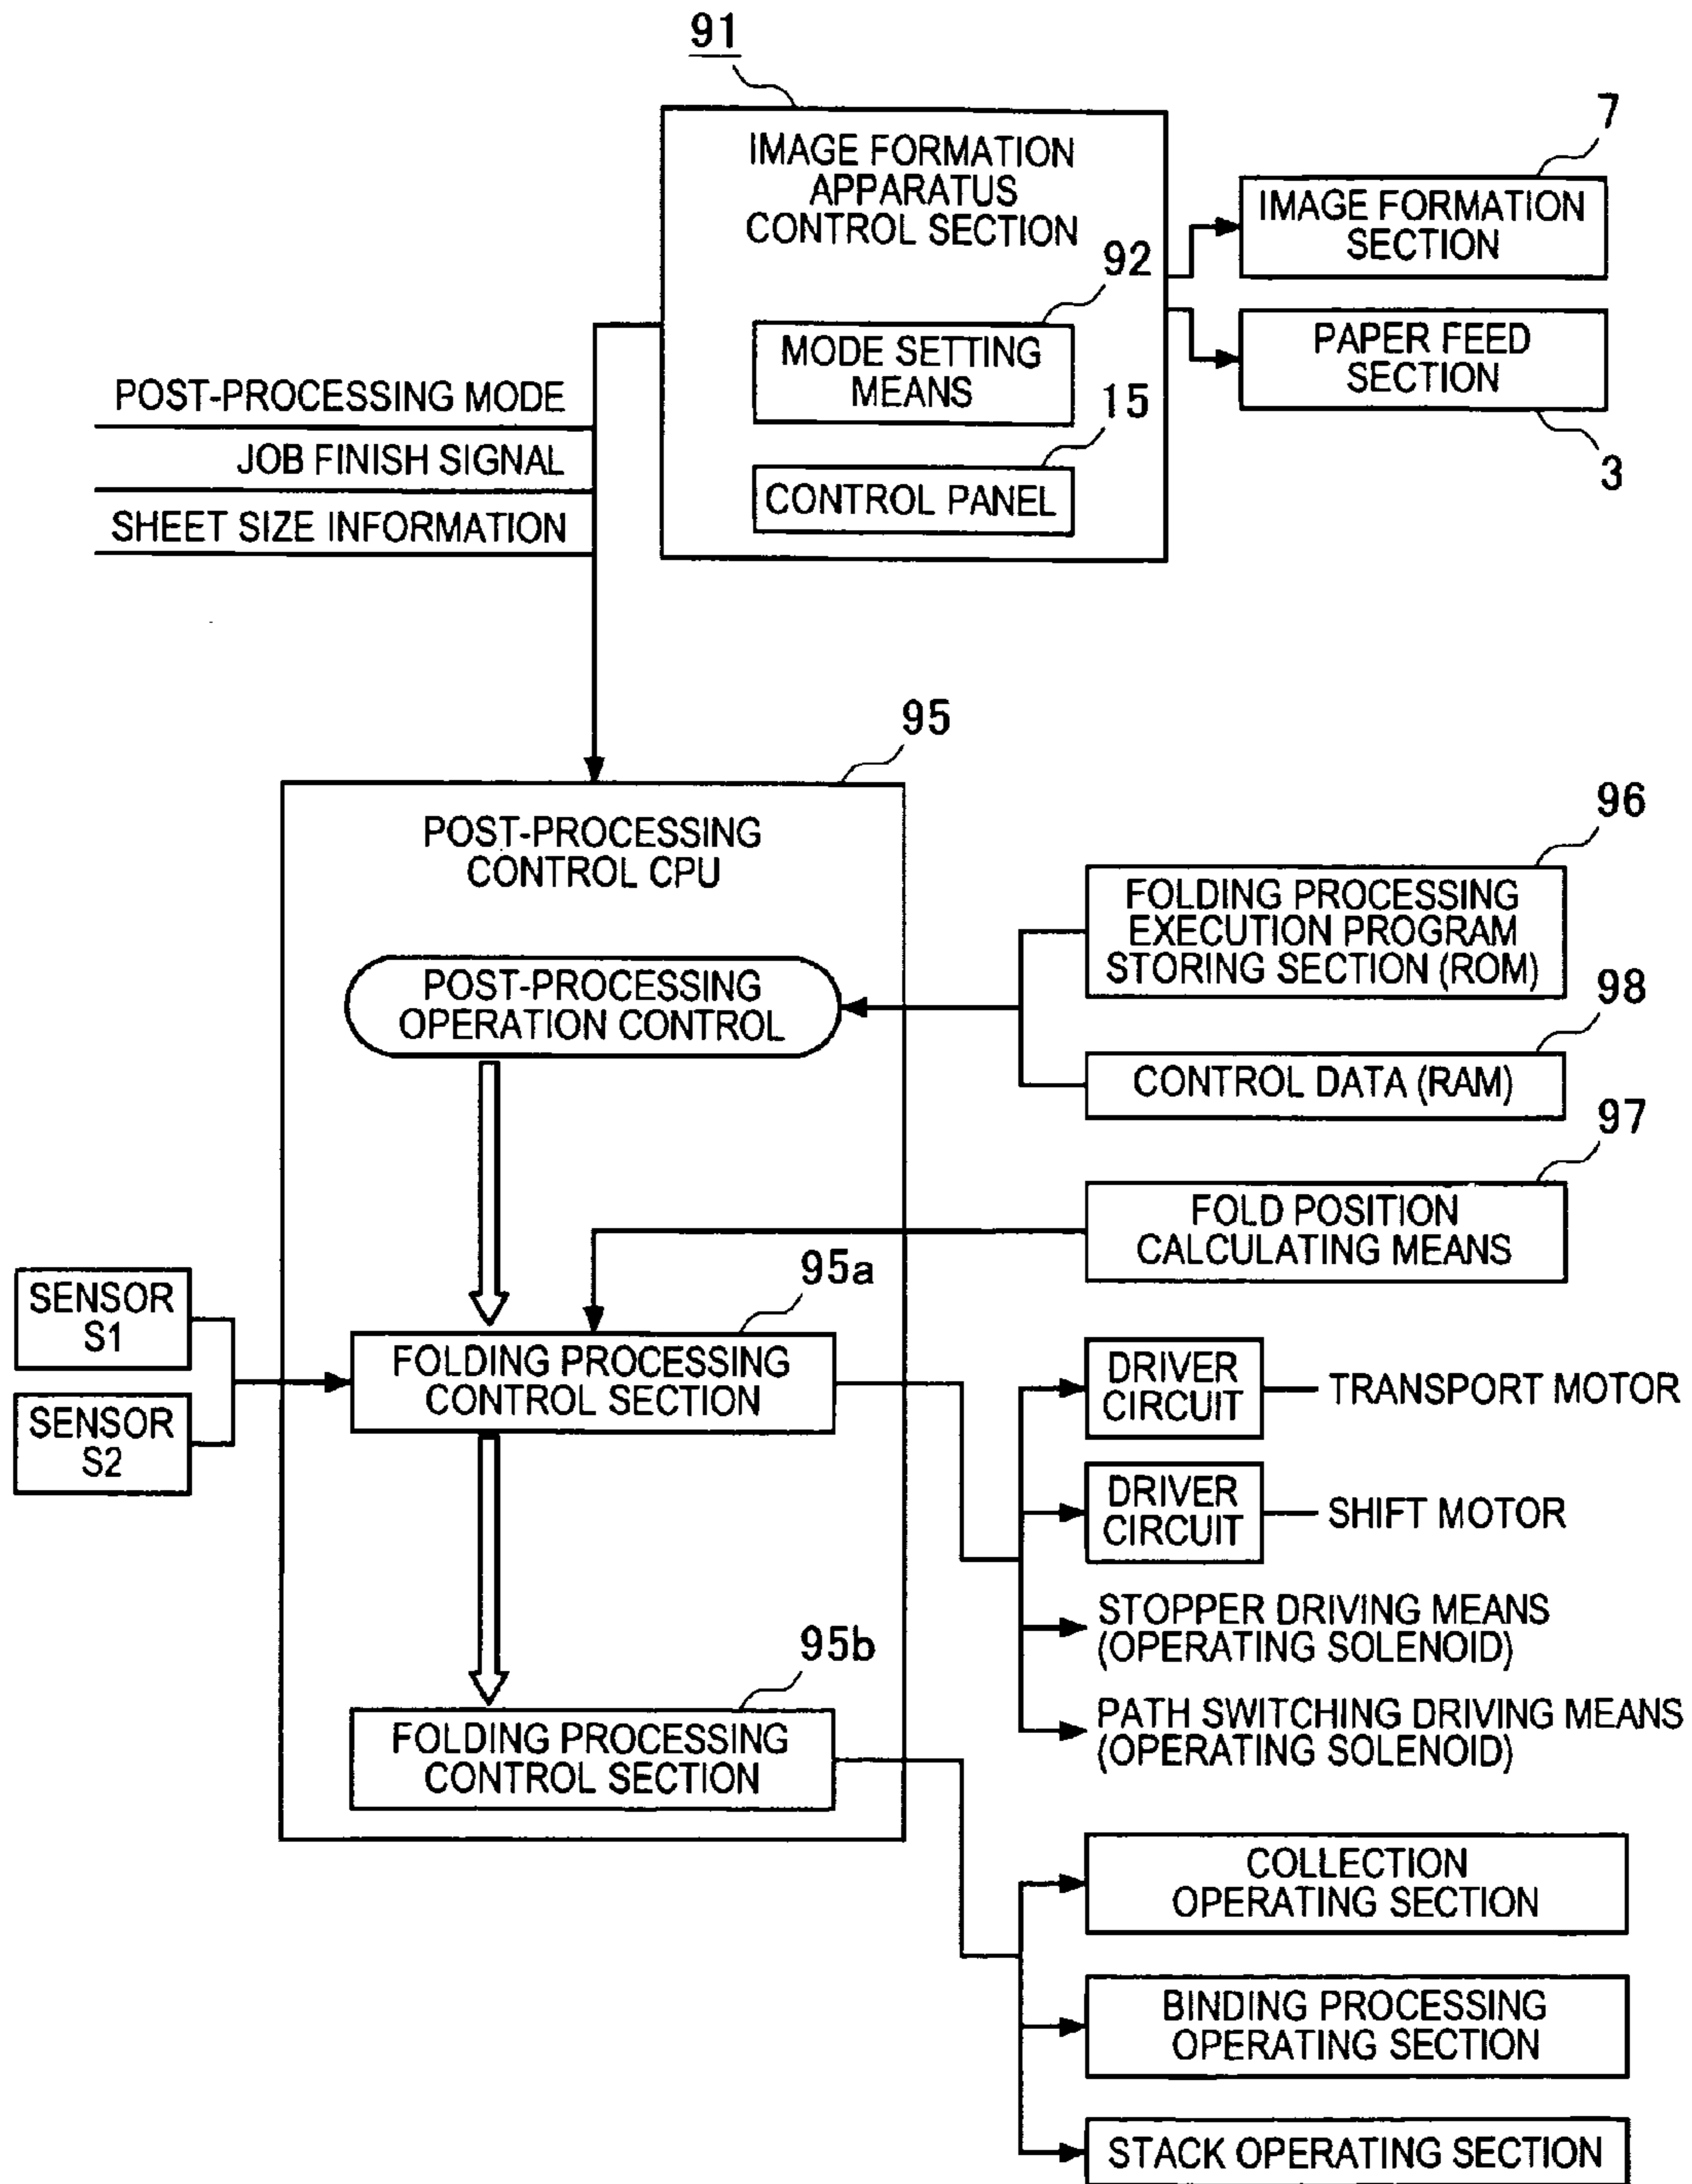 91
IMAGE FORMATION
APPARATUS
CONTROL SECTION
7
IMAGE FORMATION
SECTION
92
MODE SETTING
MEANS
PAPER FEED
SECTION
3
15
CONTROL PANEL
POST-PROCESSING MODE
JOB FINISH SIGNAL
SHEET SIZE INFORMATION
95
POST-PROCESSING
CONTROL CPU
96
FOLDING PROCESSING
EXECUTION PROGRAM
STORING SECTION (ROM)
POST-PROCESSING
OPERATION CONTROL
98
CONTROL DATA (RAM)
97
FOLD POSITION
CALCULATING MEANS
SENSOR
S1
SENSOR
S2
95a
FOLDING PROCESSING
CONTROL SECTION
DRIVER
CIRCUIT
TRANSPORT MOTOR
DRIVER
CIRCUIT
SHIFT MOTOR
STOPPER DRIVING MEANS
(OPERATING SOLENOID)
PATH SWITCHING DRIVING MEANS
(OPERATING SOLENOID)
95b
FOLDING PROCESSING
CONTROL SECTION
COLLECTION
OPERATING SECTION
BINDING PROCESSING
OPERATING SECTION
STACK OPERATING SECTION